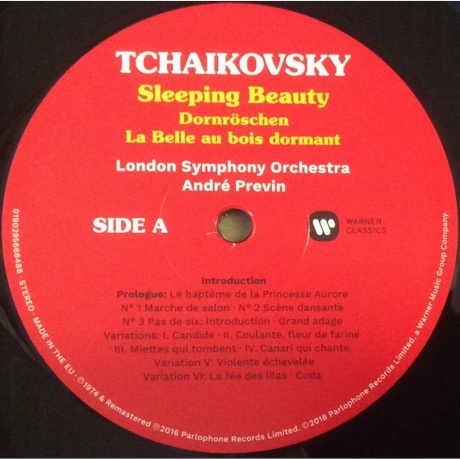 TCHAIKOVSKY
Sleeping Beauty
Dornröschen
La Belle au bois dormant
London Symphony Orchestra
André Previn
SIDE A
WARNER
CLASSICS
Introduction
Prologue: Le baptême de la Princesse Aurore
N° 1 Marche de salon · N° 2 Scène dansante
N° 3 Pas de six: Introduction · Grand adage
Variations: I. Candide · II. Coulante, fleur de farine
III. Miettes qui tombent · IV. Canari qui chante
Variation V: Violente échevelée
Variation VI: La fée des lilas · Coda
0190295668488 · STEREO · MADE IN THE EU · ℗1974 & Remastered ℗2016 Parlophone Records Limited. ©2018 Parlophone Records Limited, a Warner Music Group Company.